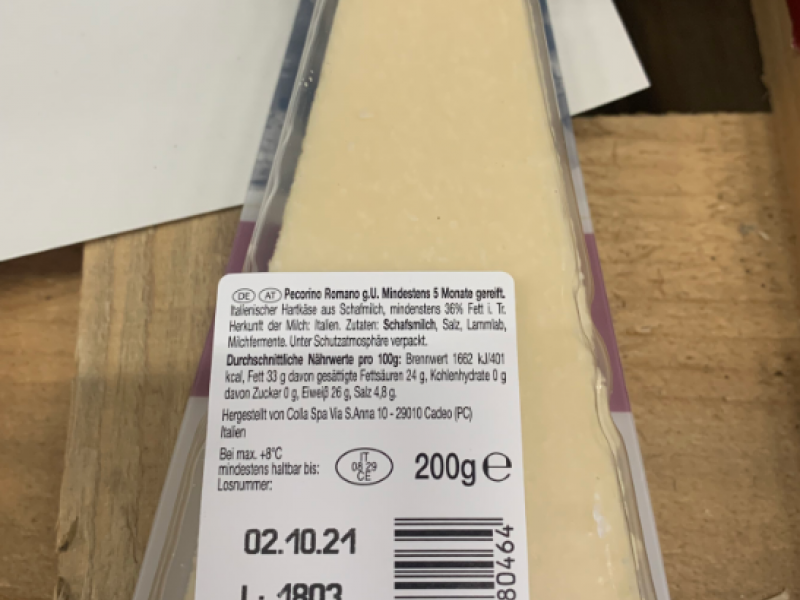 DE AT Pecorino Romano g.U. Mindestens 5 Monate gereift.
Italienischer Hartkäse aus Schafmilch, mindenstens 36% Fett i. Tr.
Herkunft der Milch: Italien. Zutaten: Schafsmilch, Salz, Lammlab,
Milchfermente. Unter Schutzatmosphäre verpackt.
Durchschnittliche Nährwerte pro 100g: Brennwert 1662 kJ/401
kcal, Fett 33 g davon gesättigte Fettsäuren 24 g, Kohlenhydrate 0 g
davon Zucker 0 g, Eiweiß 26 g, Salz 4,8 g.
Hergestellt von Colla Spa Via S.Anna 10 - 29010 Cadeo (PC)
Italien
Bei max. +8°C
mindestens haltbar bis:
Losnummer:
IT
08 29
CE
200g e
02.10.21
L: 1803
80464